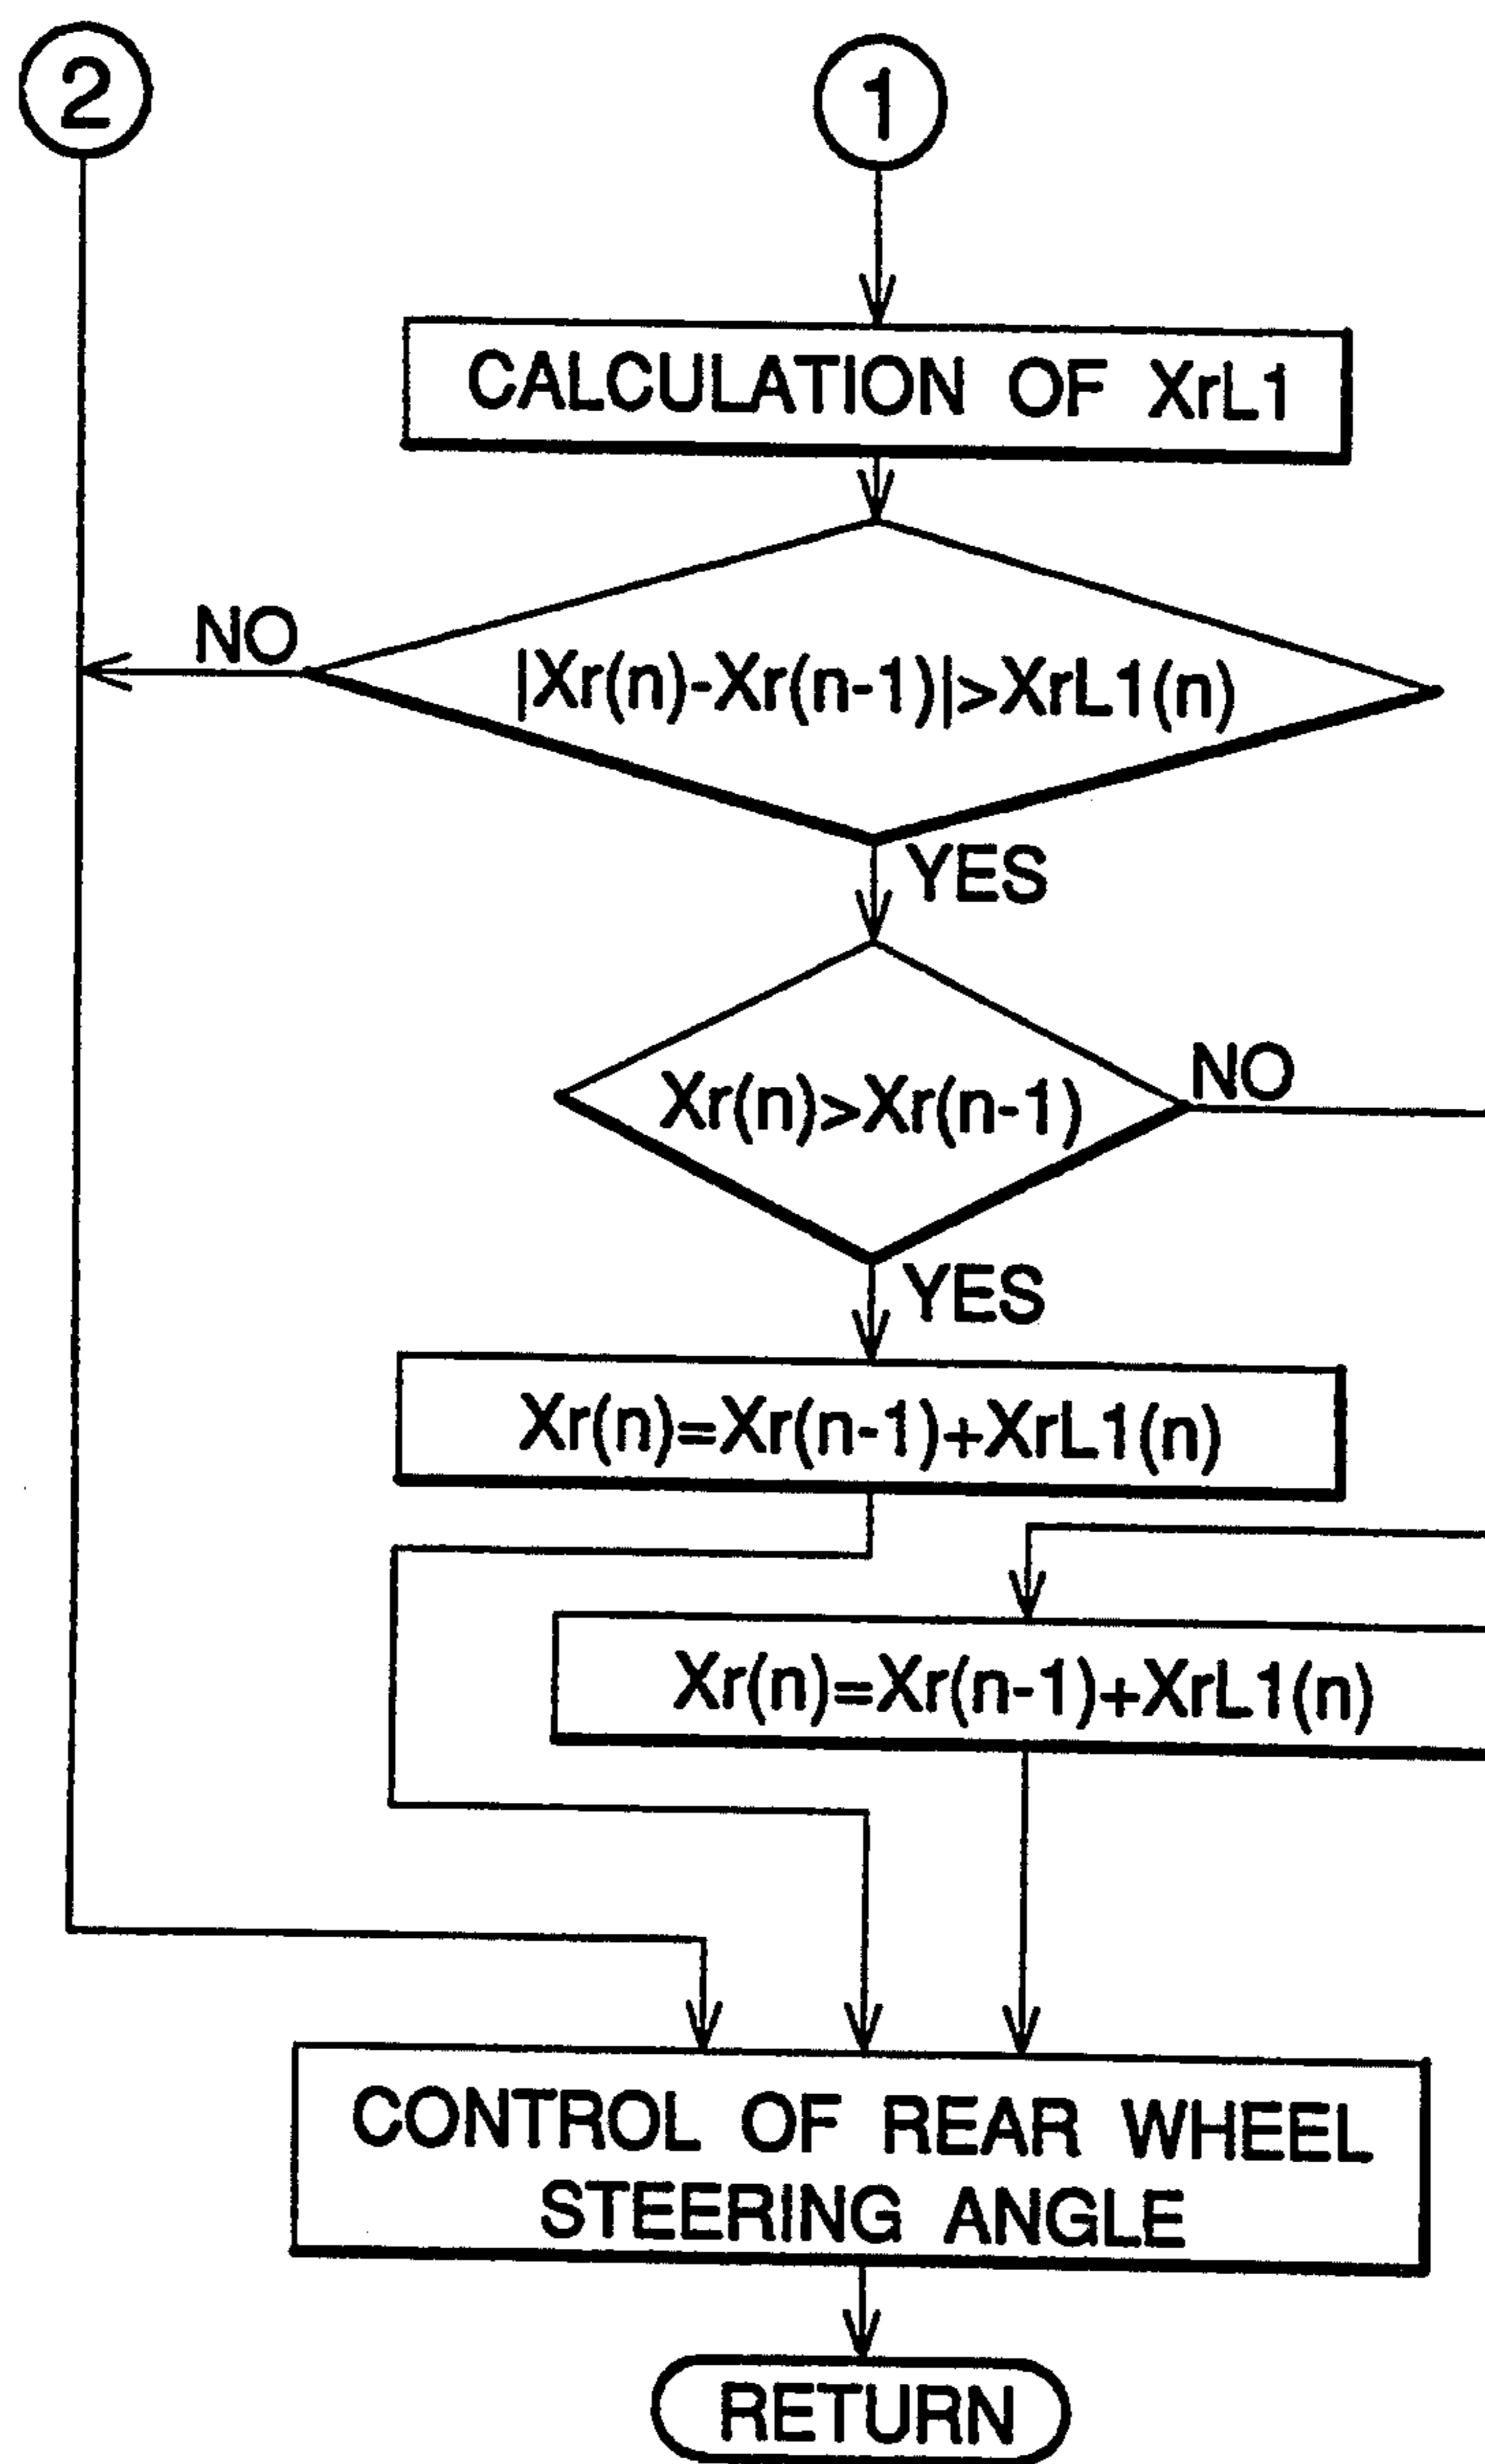 2
1
CALCULATION OF XrL1
NO
|Xr(n)-Xr(n-1)|>XrL1(n)
YES
Xr(n)>Xr(n-1)
NO
YES
Xr(n)=Xr(n-1)+XrL1(n)
Xr(n)=Xr(n-1)+XrL1(n)
CONTROL OF REAR WHEEL
STEERING ANGLE
RETURN